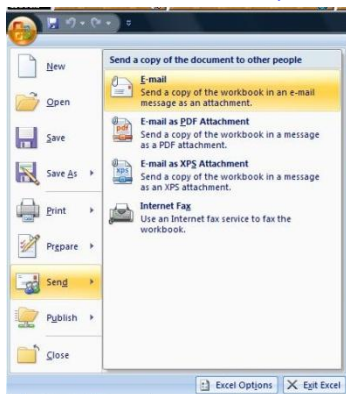 New
Open
Save
Save As
Print
Prepare
Send
Publish
Close
Send a copy of the document to other people
E-mail
Send a copy of the workbook in an e-mail
message as an attachment.
E-mail as PDF Attachment
Send a copy of the workbook in a message
as a PDF attachment.
E-mail as XPS Attachment
Send a copy of the workbook in a message
as an XPS attachment.
Internet Fax
Use an Internet fax service to fax the
workbook.
Excel Options
Exit Excel